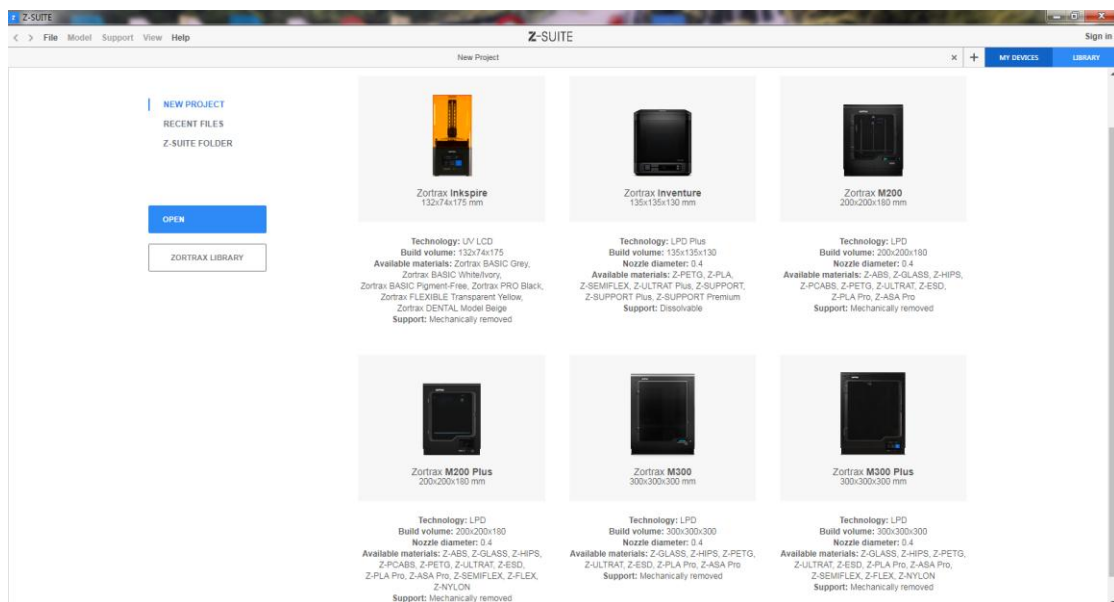 Z-SUITE
< > File Model Support View Help
Z-SUITE
Sign in
New Project
× +
MY DEVICES
LIBRARY
NEW PROJECT
RECENT FILES
Z-SUITE FOLDER
OPEN
ZORTRAX LIBRARY
Zortrax Inkspire
132x74x175 mm
Technology: UV LCD
Build volume: 132x74x175
Available materials: Zortrax BASIC Grey,
Zortrax BASIC White/Ivory,
Zortrax BASIC Pigment-Free, Zortrax PRO Black,
Zortrax FLEXIBLE Transparent Yellow,
Zortrax DENTAL Model Beige
Support: Mechanically removed
Zortrax Inventure
135x135x130 mm
Technology: LPD Plus
Build volume: 135x135x130
Nozzle diameter: 0.4
Available materials: Z-PETG, Z-PLA,
Z-SEMIFLEX, Z-ULTRAT Plus, Z-SUPPORT,
Z-SUPPORT Plus, Z-SUPPORT Premium
Support: Dissolvable
Zortrax M200
200x200x180 mm
Technology: LPD
Build volume: 200x200x180
Nozzle diameter: 0.4
Available materials: Z-ABS, Z-GLASS, Z-HIPS,
Z-PCABS, Z-PETG, Z-ULTRAT, Z-ESD,
Z-PLA Pro, Z-ASA Pro
Support: Mechanically removed
Zortrax M200 Plus
200x200x180 mm
Technology: LPD
Build volume: 200x200x180
Nozzle diameter: 0.4
Available materials: Z-ABS, Z-GLASS, Z-HIPS,
Z-PCABS, Z-PETG, Z-ULTRAT, Z-ESD,
Z-PLA Pro, Z-ASA Pro, Z-SEMIFLEX, Z-FLEX,
Z-NYLON
Support: Mechanically removed
Zortrax M300
300x300x300 mm
Technology: LPD
Build volume: 300x300x300
Nozzle diameter: 0.4
Available materials: Z-GLASS, Z-HIPS, Z-PETG,
Z-ULTRAT, Z-ESD, Z-PLA Pro, Z-ASA Pro
Support: Mechanically removed
Zortrax M300 Plus
300x300x300 mm
Technology: LPD
Build volume: 300x300x300
Nozzle diameter: 0.4
Available materials: Z-GLASS, Z-HIPS, Z-PETG,
Z-ULTRAT, Z-ESD, Z-PLA Pro, Z-ASA Pro,
Z-SEMIFLEX, Z-FLEX, Z-NYLON
Support: Mechanically removed